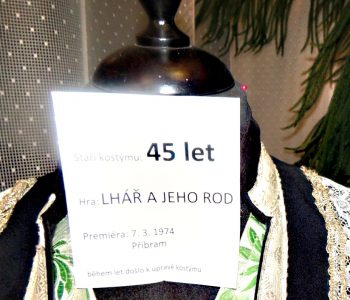 Stáří kostýmu: 45 let
Hra: LHÁŘ A JEHO ROD
Premiéra: 7. 3. 1974
Příbram
během let došlo k úpravě kostýmu